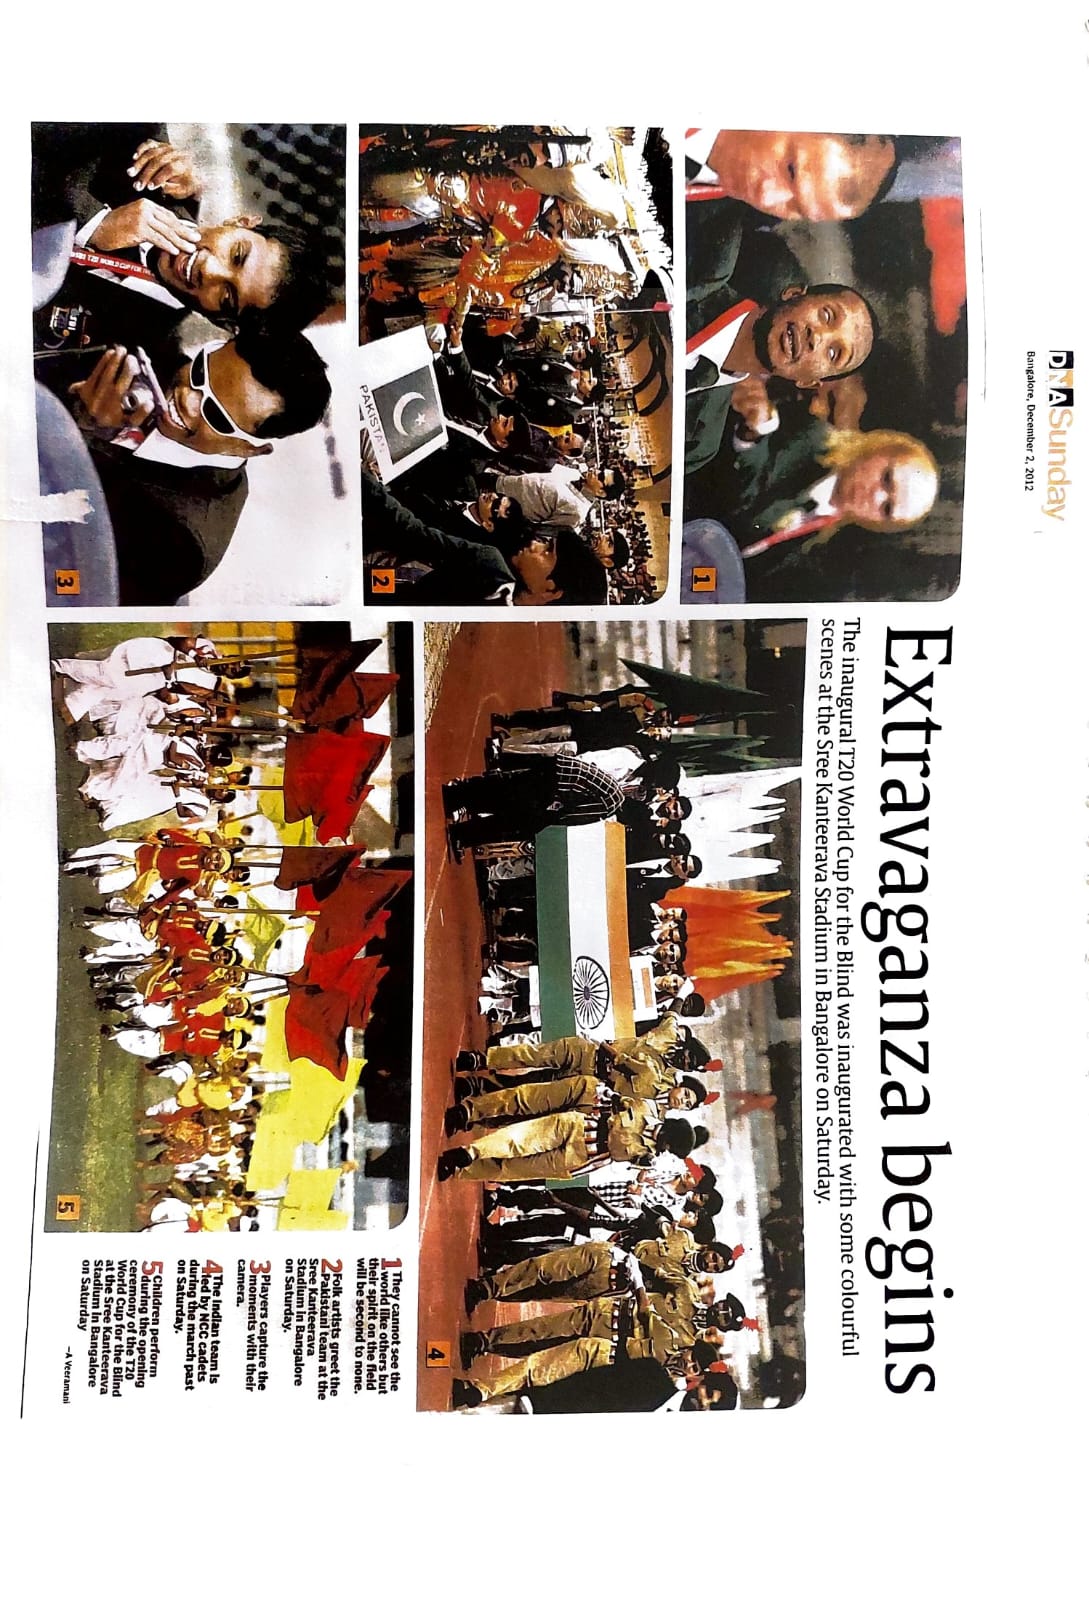 DNASunday
Bangalore, December 2, 2012
Extravaganza begins
The inaugural T20 World Cup for the Blind was inaugurated with some colourful
scenes at the Sree Kanteerava Stadium in Bangalore on Saturday.
1
PAKISTAN
2
T20 WORLD CUP FOR THE
3
4
5
1 They cannot see the
world like others but
their spirit on the field
will be second to none.
2 Folk artists greet the
Pakistani team at the
Sree Kanteerava
Stadium in Bangalore
on Saturday.
3 Players capture the
moments with their
camera.
4 The Indian team is
led by NCC cadets
during the march past
on Saturday.
5 Children perform
during the opening
ceremony of the T20
World Cup for the Blind
at the Sree Kanteerava
Stadium in Bangalore
on Saturday
—A Veeramani